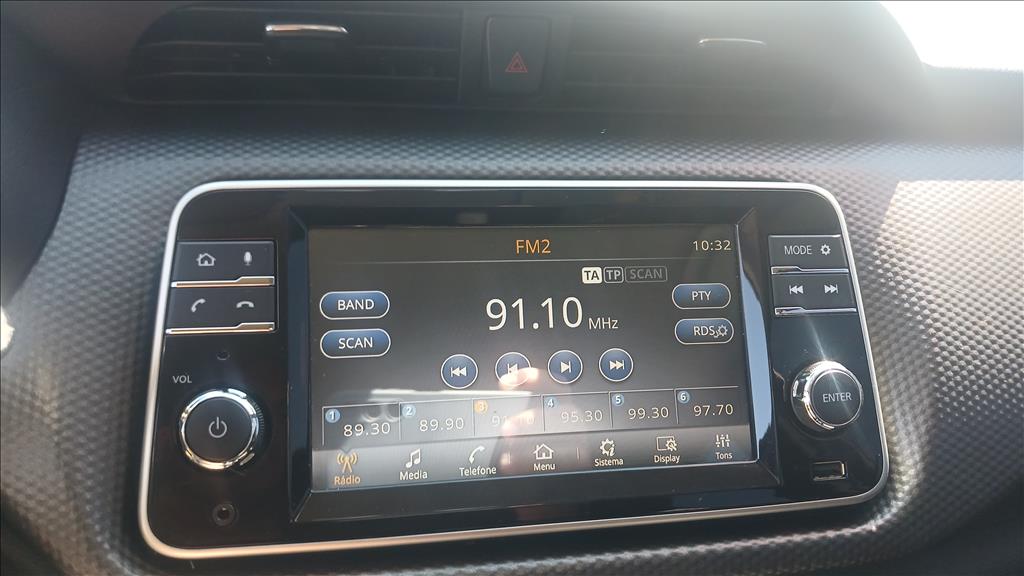 FM2 10:32
TA TP SCAN
MODE
BAND 91.10 MHz PTY
SCAN RDS
VOL
ENTER
1 89.30 2 89.90 3 4 95.30 5 99.30 6 97.70
Rádio Media Telefone Menu Sistema Display Tons